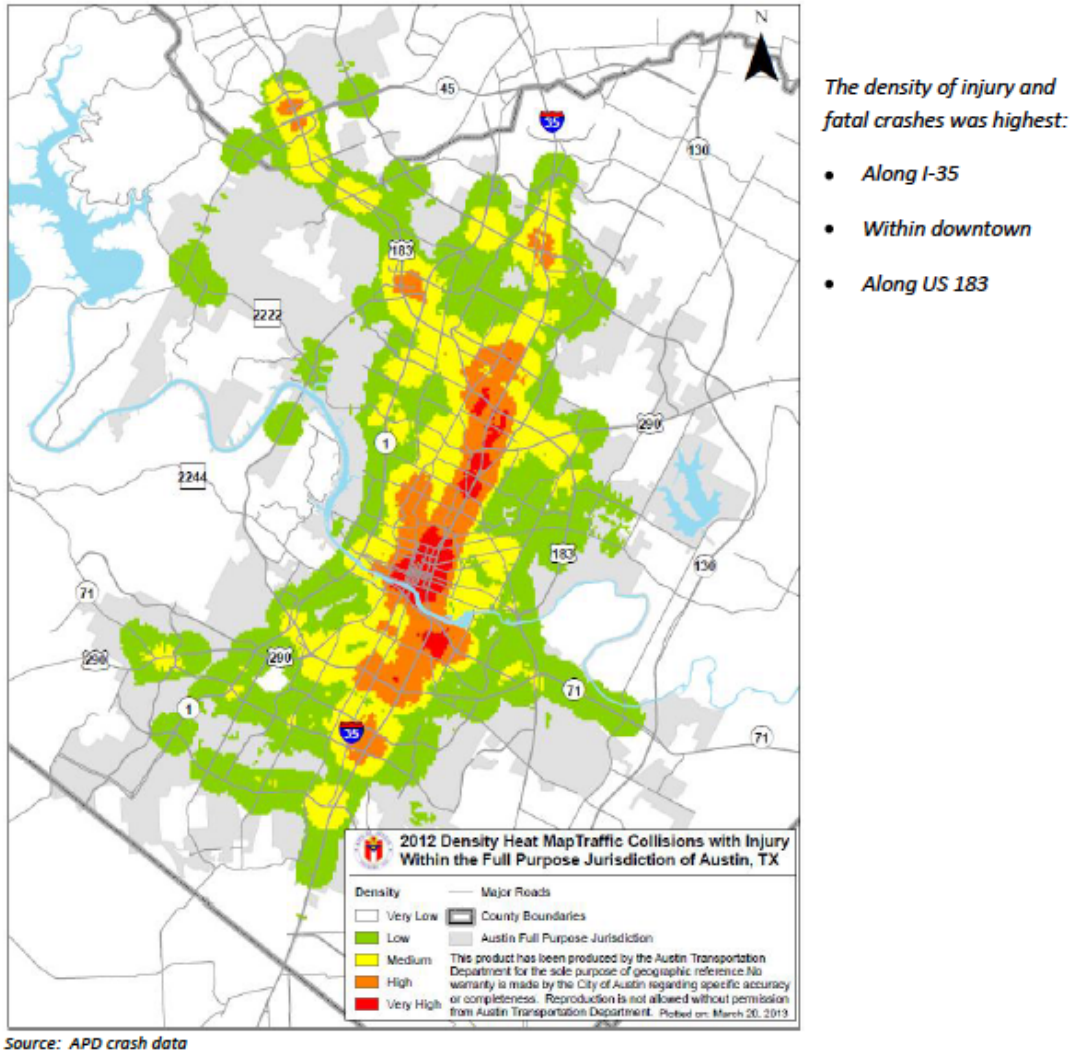 N
45
35
130
183
2222
290
1
2244
183
130
71
290
290
71
1
35
71
The density of injury and
fatal crashes was highest:
• Along I-35
• Within downtown
• Along US 183
2012 Density Heat MapTraffic Collisions with Injury
Within the Full Purpose Jurisdiction of Austin, TX
Density
Very Low
Low
Medium
High
Very High
Major Roads
County Boundaries
Austin Full Purpose Jurisdiction
This product has been produced by the Austin Transportation
Department for the sole purpose of geographic reference.No
warranty is made by the City of Austin regarding specific accuracy
or completeness. Reproduction is not allowed without permission
from Austin Transportation Department. Plotted on: March 20, 2013
Source: APD crash data